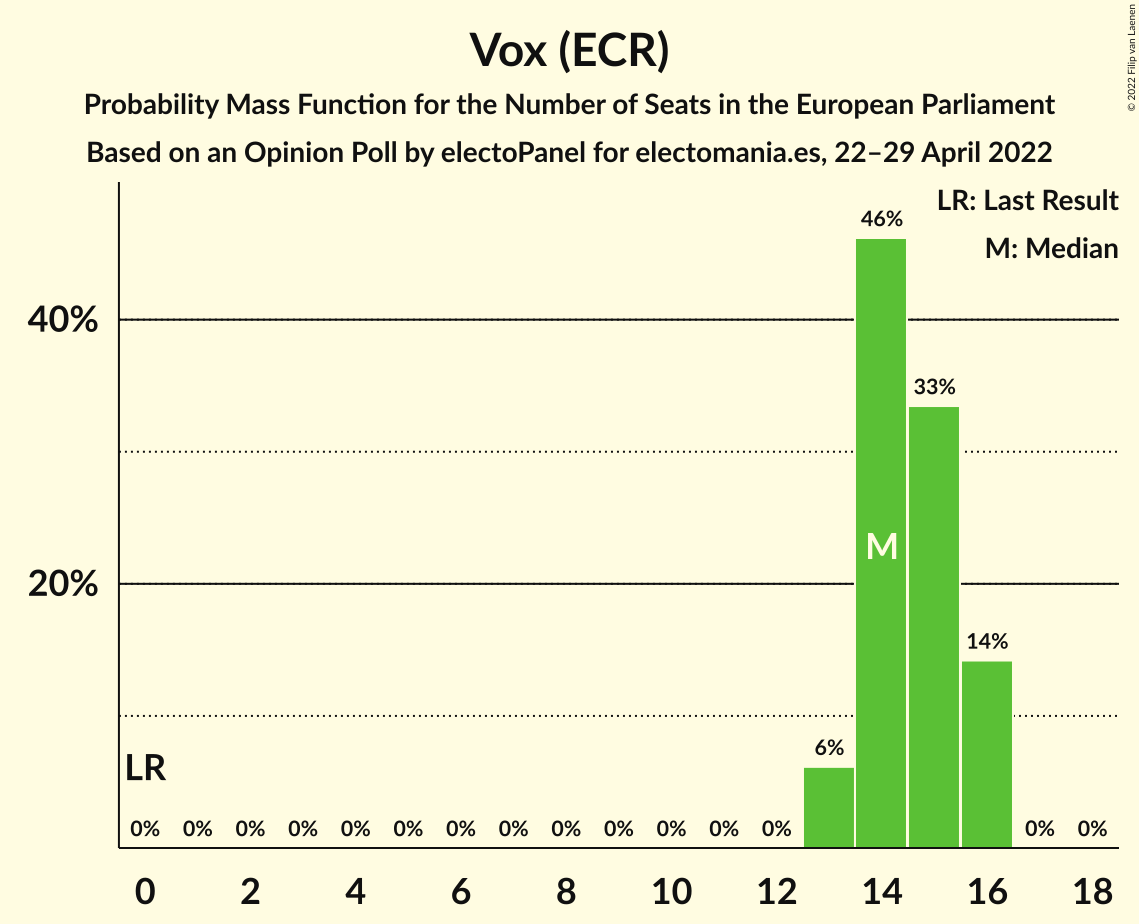 Vox (ECR)
Probability Mass Function for the Number of Seats in the European Parliament
Based on an Opinion Poll by electoPanel for electomania.es, 22–29 April 2022
© 2022 Filip van Laenen
LR: Last Result
M: Median
46%
40%
33%
M
20%
14%
6%
LR
0% 0% 0% 0% 0% 0% 0% 0% 0% 0% 0% 0% 0% 0% 0%
0 2 4 6 8 10 12 14 16 18